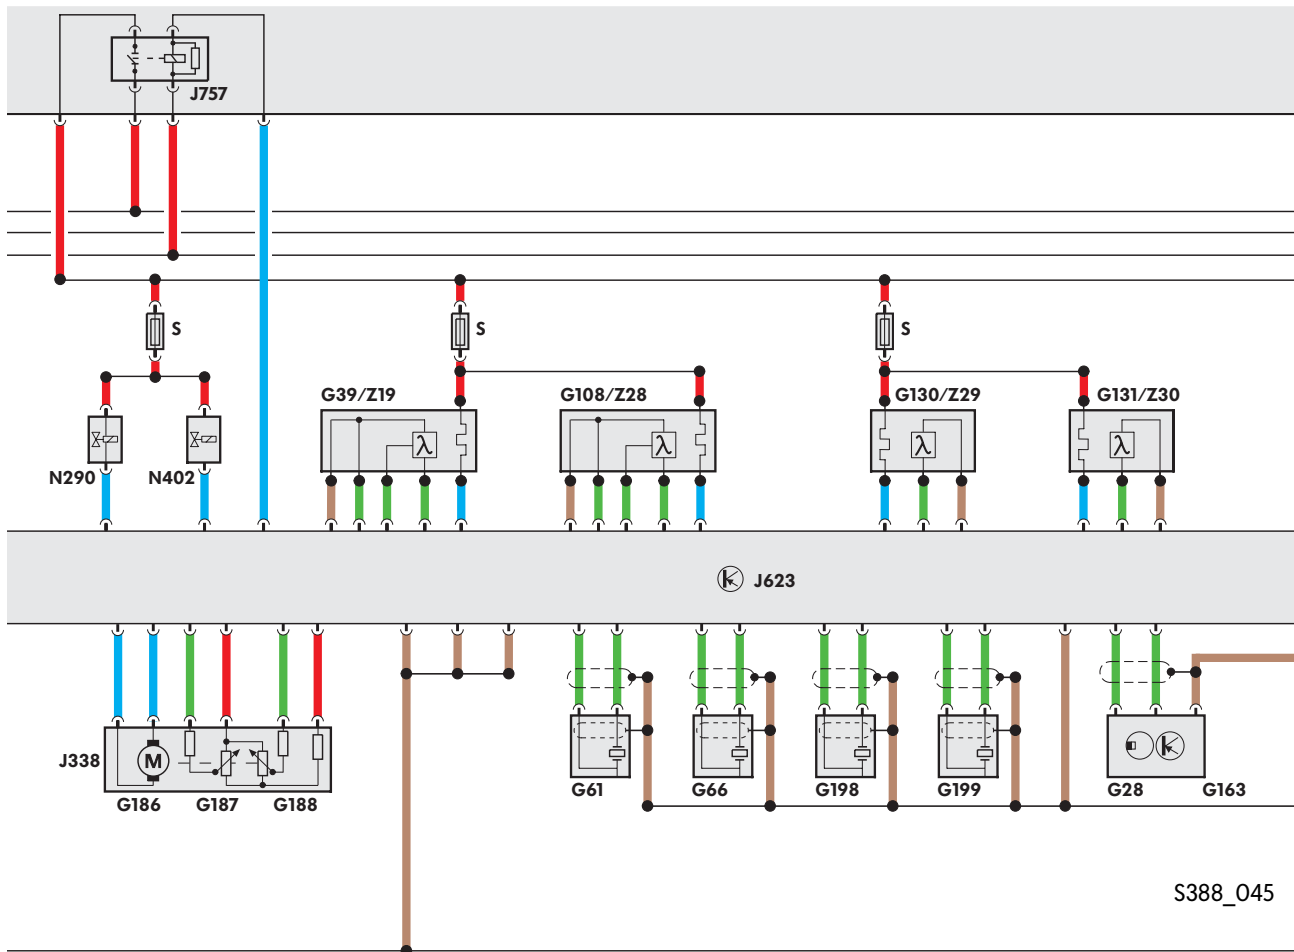 J757
S S S
G39/Z19 G108/Z28 G130/Z29 G131/Z30
λ λ λ λ
N290 N402
J623
J338 M
G186 G187 G188 G61 G66 G198 G199 G28 G163
S388_045